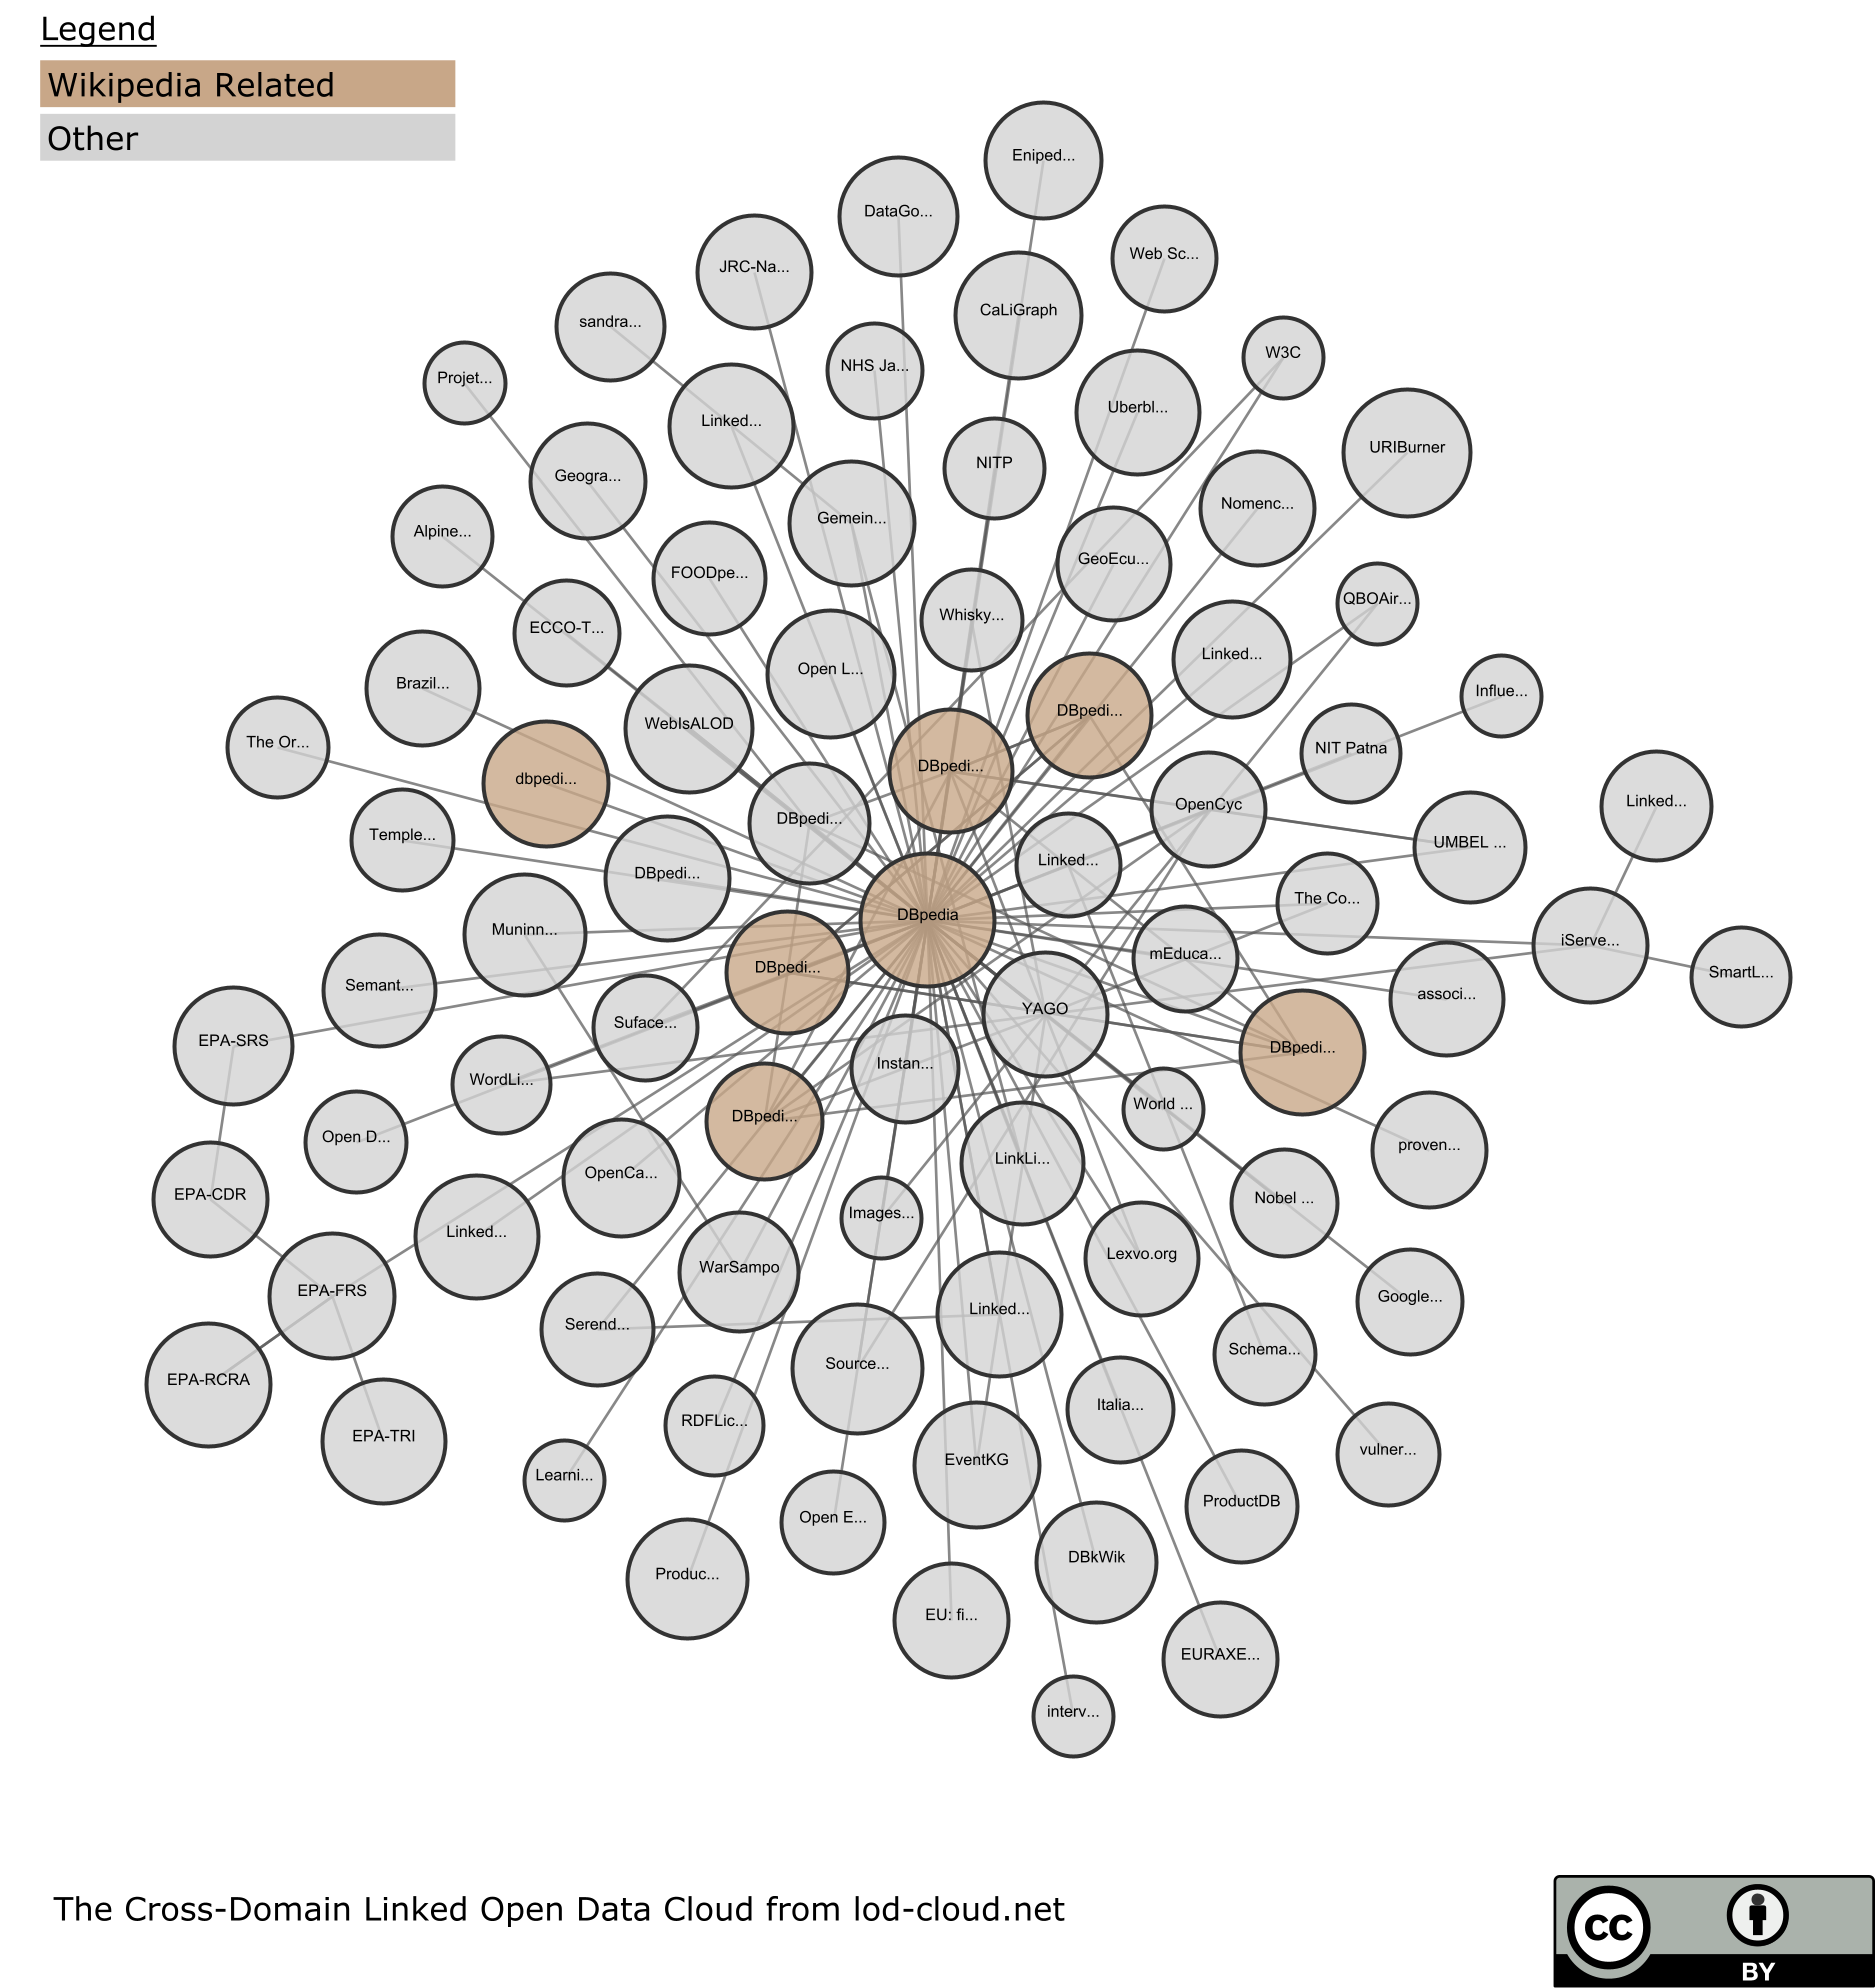 Legend
Wikipedia Related
Other
Eniped...
DataGo...
Web Sc...
JRC-Na...
CaLiGraph
sandra...
W3C
NHS Ja...
Projet...
Uberbl...
Linked...
URIBurner
NITP
Geogra...
Nomenc...
Gemein...
Alpine...
GeoEcu...
FOODpe...
QBOAir...
Whisky...
ECCO-T...
Linked...
Open L...
Brazil...
Influe...
DBpedi...
WebIsALOD
The Or...
NIT Patna
DBpedi...
dbpedi...
Linked...
OpenCyc
DBpedi...
Temple...
UMBEL ...
Linked...
DBpedi...
The Co...
DBpedia
Muninn...
iServe...
mEduca...
DBpedi...
SmartL...
Semant...
associ...
YAGO
Suface...
EPA-SRS
DBpedi...
Instan...
WordLi...
World ...
DBpedi...
Open D...
proven...
LinkLi...
OpenCa...
EPA-CDR
Nobel ...
Images...
Linked...
Lexvo.org
WarSampo
EPA-FRS
Google...
Linked...
Serend...
Schema...
Source...
EPA-RCRA
Italia...
RDFLic...
EPA-TRI
vulner...
EventKG
Learni...
ProductDB
Open E...
DBkWik
Produc...
EU: fi...
EURAXE...
interv...
The Cross-Domain Linked Open Data Cloud from lod-cloud.net
cc
BY